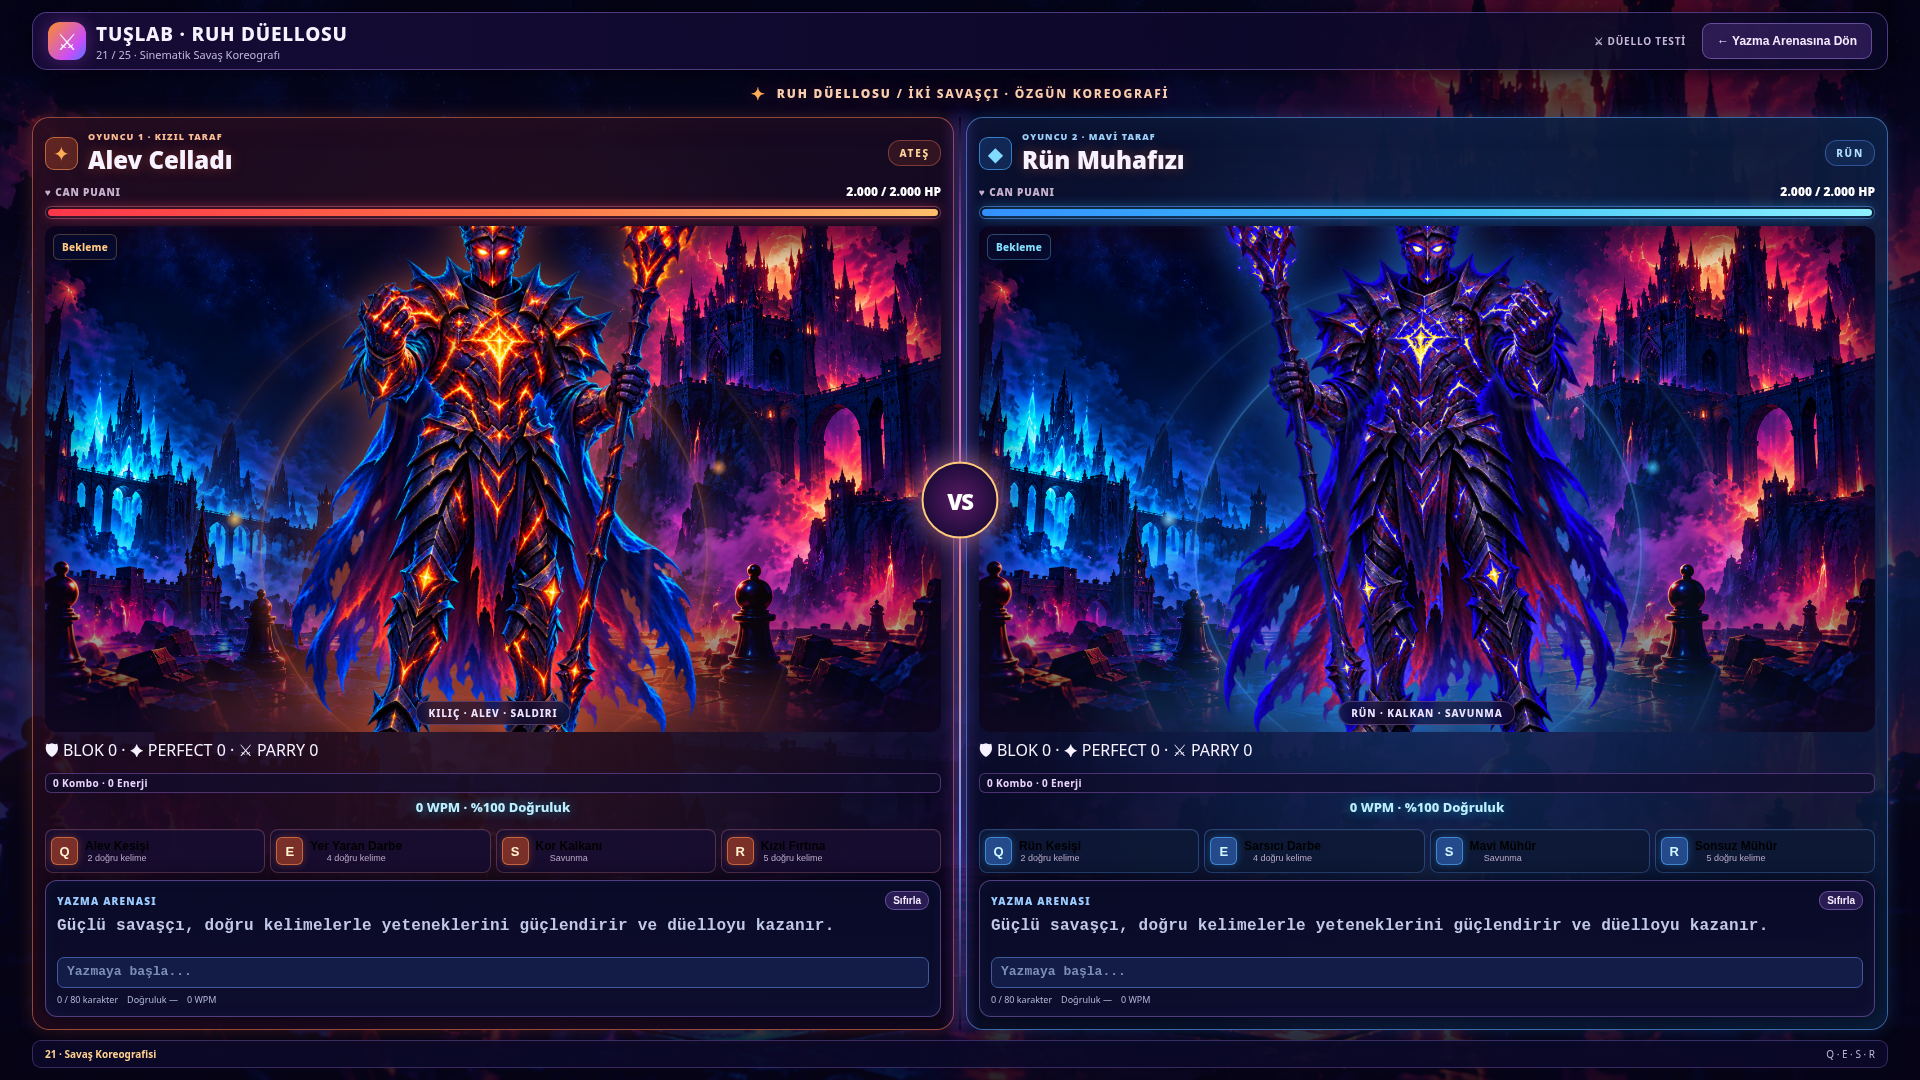 TUŞLAB · RUH DÜELLOSU
21 / 25 · Sinematik Savaş Koreografı
⚔ DÜELLO TESTİ
← Yazma Arenasına Dön
✦ RUH DÜELLOSU / İKİ SAVAŞÇI · ÖZGÜN KOREOGRAFİ
OYUNCU 1 · KIZIL TARAF
Alev Celladı
ATEŞ
♥ CAN PUANI
2.000 / 2.000 HP
Bekleme
KILIÇ · ALEV · SALDIRI
🛡 BLOK 0 · ✦ PERFECT 0 · ⚔ PARRY 0
0 Kombo · 0 Enerji
0 WPM · %100 Doğruluk
Q Alev Kesişi
2 doğru kelime
E Yer Yaran Darbe
4 doğru kelime
S Kor Kalkanı
Savunma
R Kızıl Fırtına
5 doğru kelime
YAZMA ARENASI
Sıfırla
Güçlü savaşçı, doğru kelimelerle yeteneklerini güçlendirir ve düelloyu kazanır.
Yazmaya başla...
0 / 80 karakter Doğruluk — 0 WPM
VS
OYUNCU 2 · MAVİ TARAF
Rün Muhafızı
RÜN
♥ CAN PUANI
2.000 / 2.000 HP
Bekleme
RÜN · KALKAN · SAVUNMA
🛡 BLOK 0 · ✦ PERFECT 0 · ⚔ PARRY 0
0 Kombo · 0 Enerji
0 WPM · %100 Doğruluk
Q Rün Kesişi
2 doğru kelime
E Sarsıcı Darbe
4 doğru kelime
S Mavi Mühür
Savunma
R Sonsuz Mühür
5 doğru kelime
YAZMA ARENASI
Sıfırla
Güçlü savaşçı, doğru kelimelerle yeteneklerini güçlendirir ve düelloyu kazanır.
Yazmaya başla...
0 / 80 karakter Doğruluk — 0 WPM
21 · Savaş Koreografisi
Q · E · S · R